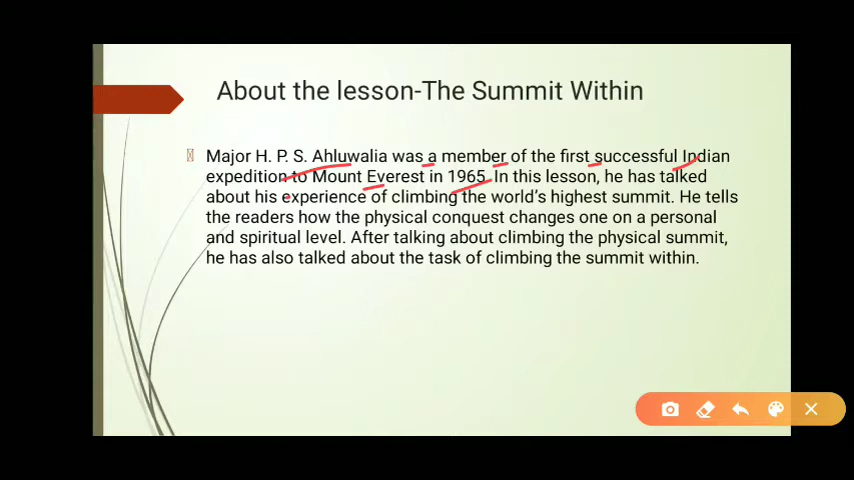 About the lesson-The Summit Within
Major H. P. S. Ahluwalia was a member of the first successful Indian
expedition to Mount Everest in 1965. In this lesson, he has talked
about his experience of climbing the world's highest summit. He tells
the readers how the physical conquest changes one on a personal
and spiritual level. After talking about climbing the physical summit,
he has also talked about the task of climbing the summit within.